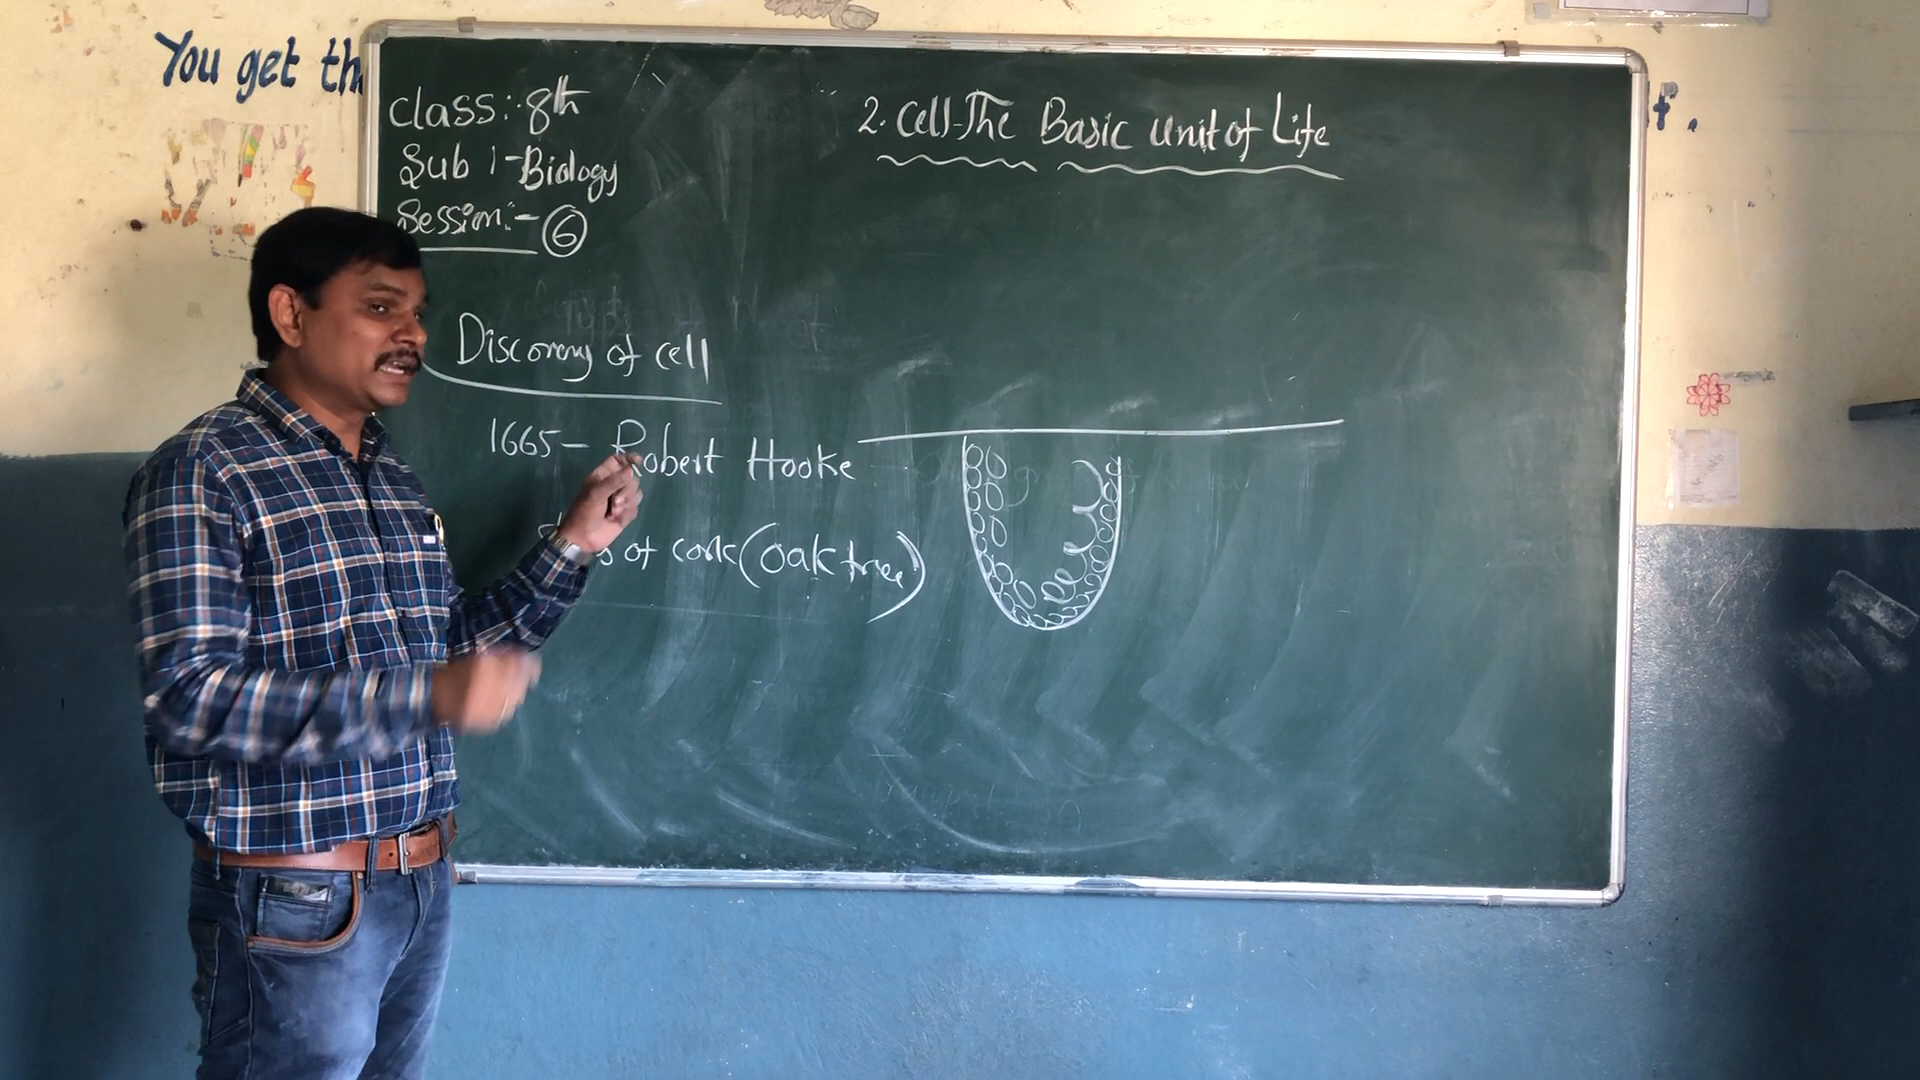 You get th
Class: 8th
Sub :- Biology
Session:- 6
2. Cell-The Basic Unit of Life
Discovery of cell
1665- Robert Hooke
of cork (oak tree)